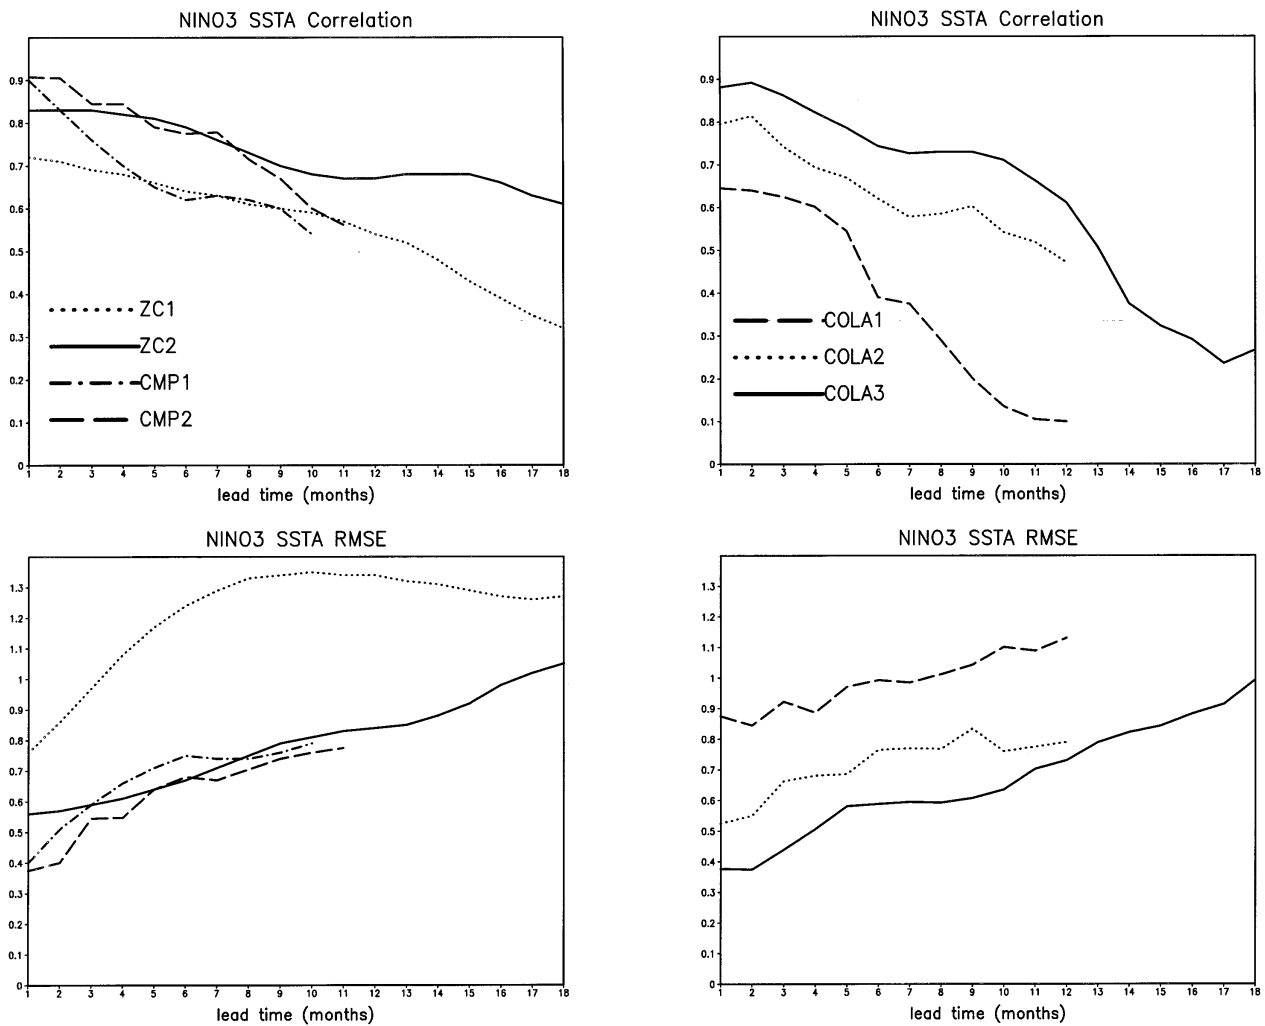 NINO3 SSTA Correlation
0.9
0.8
0.7
0.6
0.5
0.4
0.3
0.2
0.1
0
ZC1
ZC2
CMP1
CMP2
1 2 3 4 5 6 7 8 9 10 11 12 13 14 15 16 17 18
lead time (months)
NINO3 SSTA Correlation
0.9
0.8
0.7
0.6
0.5
0.4
0.3
0.2
0.1
0
COLA1
COLA2
COLA3
1 2 3 4 5 6 7 8 9 10 11 12 13 14 15 16 17 18
lead time (months)
NINO3 SSTA RMSE
1.3
1.2
1.1
1
0.9
0.8
0.7
0.6
0.5
0.4
0.3
0.2
0.1
0
1 2 3 4 5 6 7 8 9 10 11 12 13 14 15 16 17 18
lead time (months)
NINO3 SSTA RMSE
1.3
1.2
1.1
1
0.9
0.8
0.7
0.6
0.5
0.4
0.3
0.2
0.1
0
1 2 3 4 5 6 7 8 9 10 11 12 13 14 15 16 17 18
lead time (months)